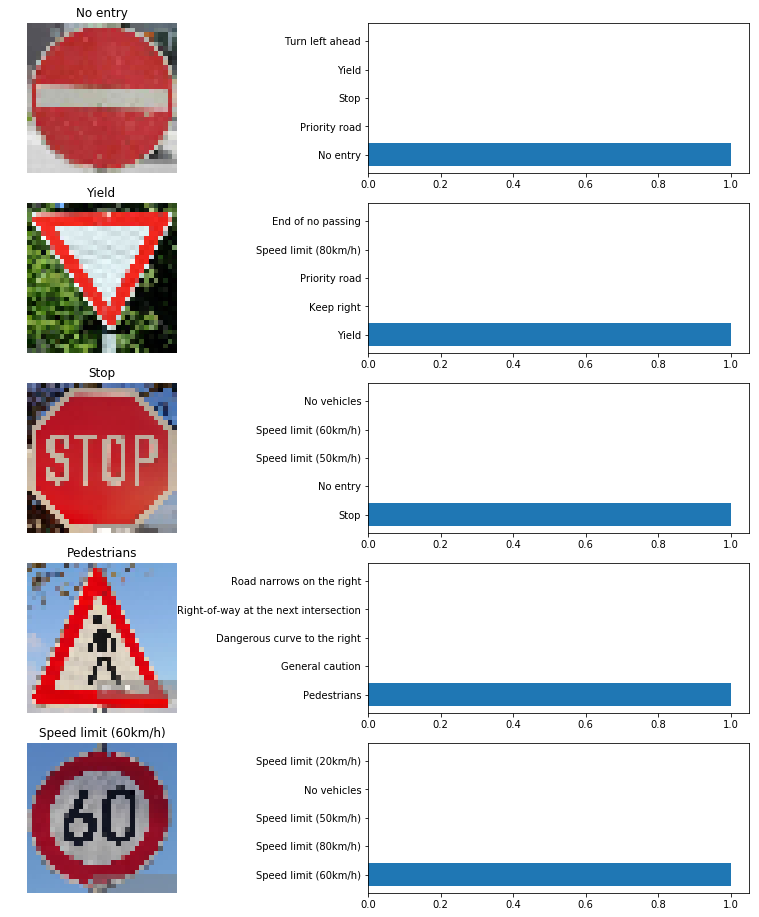 No entry
Turn left ahead
Yield
Stop
Priority road
No entry
0.0 0.2 0.4 0.6 0.8 1.0
Yield
End of no passing
Speed limit (80km/h)
Priority road
Keep right
Yield
0.0 0.2 0.4 0.6 0.8 1.0
Stop
STOP
No vehicles
Speed limit (60km/h)
Speed limit (50km/h)
No entry
Stop
0.0 0.2 0.4 0.6 0.8 1.0
Pedestrians
Road narrows on the right
Right-of-way at the next intersection
Dangerous curve to the right
General caution
Pedestrians
0.0 0.2 0.4 0.6 0.8 1.0
Speed limit (60km/h)
60
Speed limit (20km/h)
No vehicles
Speed limit (50km/h)
Speed limit (80km/h)
Speed limit (60km/h)
0.0 0.2 0.4 0.6 0.8 1.0